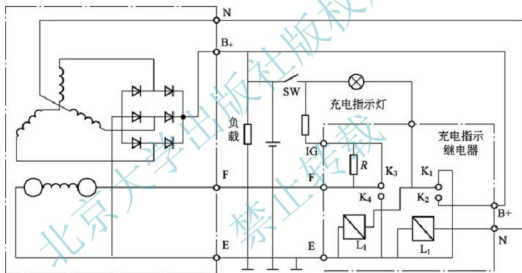 N
B+
SW
充电指示灯
负载
IG
R
K₃
K₁
充电指示
继电器
F
F
K₄
K₂
B+
E
E
L₁
L₁
N
北京大学出版社版权所有
禁止转载